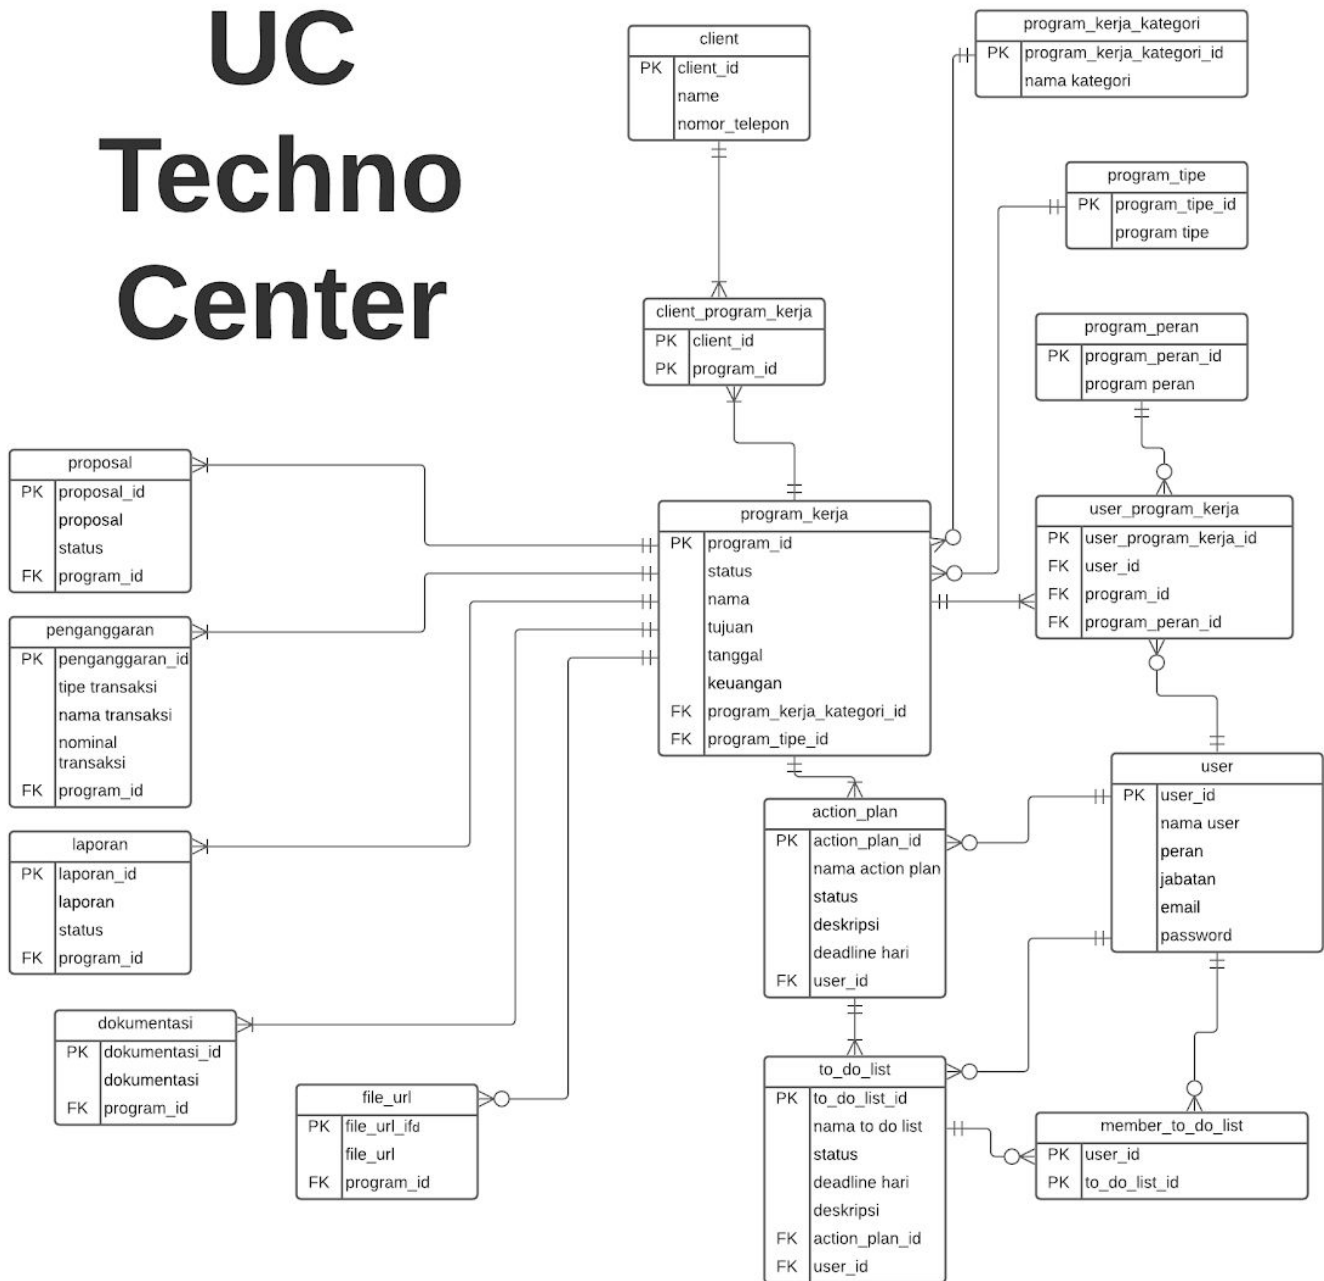 UC
Techno
Center
client
PK client_id
name
nomor_telepon
program_kerja_kategori
PK program_kerja_kategori_id
nama kategori
program_tipe
PK program_tipe_id
program tipe
client_program_kerja
PK client_id
PK program_id
program_peran
PK program_peran_id
program peran
proposal
PK proposal_id
proposal
status
FK program_id
program_kerja
PK program_id
status
nama
tujuan
tanggal
keuangan
FK program_kerja_kategori_id
FK program_tipe_id
user_program_kerja
PK user_program_kerja_id
FK user_id
FK program_id
FK program_peran_id
penganggaran
PK penganggaran_id
tipe transaksi
nama transaksi
nominal
transaksi
FK program_id
user
PK user_id
nama user
peran
jabatan
email
password
action_plan
PK action_plan_id
nama action plan
status
deskripsi
deadline hari
FK user_id
laporan
PK laporan_id
laporan
status
FK program_id
dokumentasi
PK dokumentasi_id
dokumentasi
FK program_id
file_url
PK file_url_ifd
file_url
FK program_id
to_do_list
PK to_do_list_id
nama to do list
status
deadline hari
deskripsi
FK action_plan_id
FK user_id
member_to_do_list
PK user_id
PK to_do_list_id